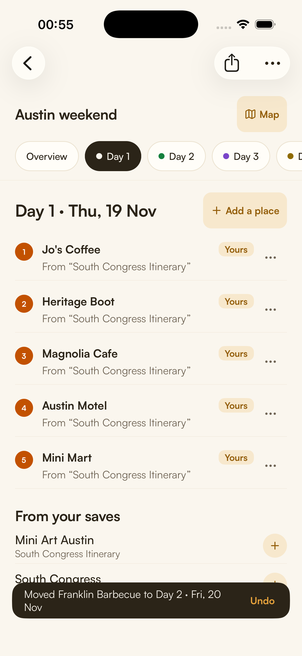 00:55
Austin weekend
Map
Overview
Day 1
Day 2
Day 3
Day 1 · Thu, 19 Nov
+ Add a place
1
Jo's Coffee
Yours
From “South Congress Itinerary”
2
Heritage Boot
Yours
From “South Congress Itinerary”
3
Magnolia Cafe
Yours
From “South Congress Itinerary”
4
Austin Motel
Yours
From “South Congress Itinerary”
5
Mini Mart
Yours
From “South Congress Itinerary”
From your saves
Mini Art Austin
South Congress Itinerary
South Congress
Moved Franklin Barbecue to Day 2 · Fri, 20
Nov
Undo